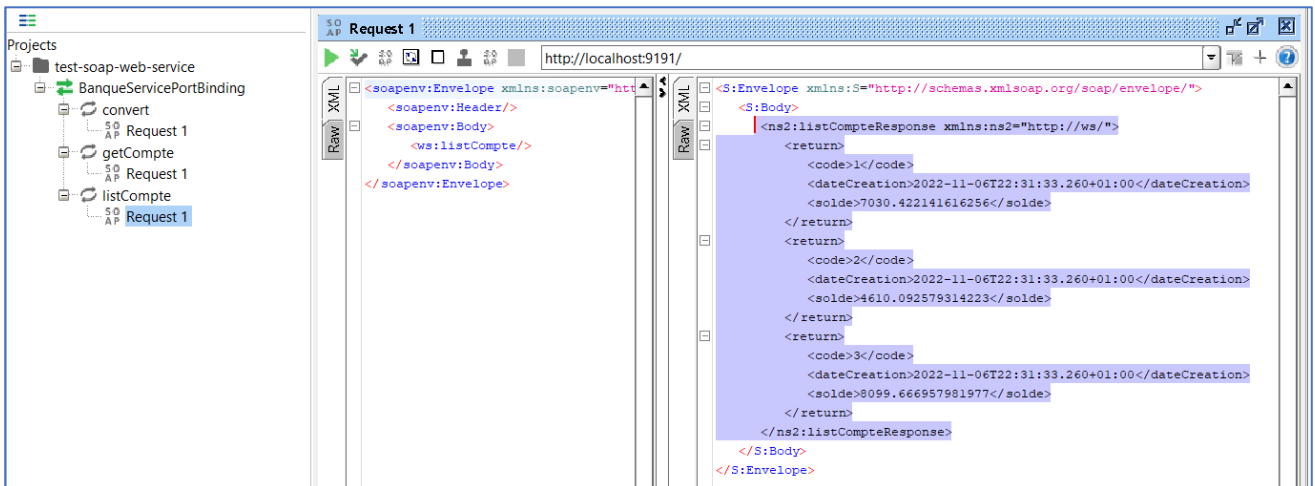 Projects
test-soap-web-service
BanqueServicePortBinding
convert
SOAP Request 1
getCompte
SOAP Request 1
listCompte
SOAP Request 1
SOAP Request 1
http://localhost:9191/
XML
Raw
<soapenv:Envelope xmlns:soapenv="htt
<soapenv:Header/>
<soapenv:Body>
<ws:listCompte/>
</soapenv:Body>
</soapenv:Envelope>
XML
Raw
<S:Envelope xmlns:S="http://schemas.xmlsoap.org/soap/envelope/">
<S:Body>
<ns2:listCompteResponse xmlns:ns2="http://ws/">
<return>
<code>1</code>
<dateCreation>2022-11-06T22:31:33.260+01:00</dateCreation>
<solde>7030.422141616256</solde>
</return>
<return>
<code>2</code>
<dateCreation>2022-11-06T22:31:33.260+01:00</dateCreation>
<solde>4610.092579314223</solde>
</return>
<return>
<code>3</code>
<dateCreation>2022-11-06T22:31:33.260+01:00</dateCreation>
<solde>8099.666957981977</solde>
</return>
</ns2:listCompteResponse>
</S:Body>
</S:Envelope>